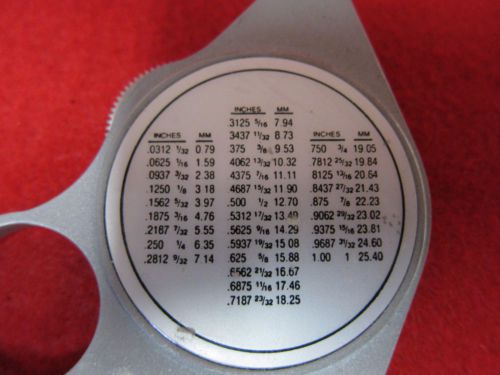 INCHES MM
.0312 1/32 0.79
.0625 1/16 1.59
.0937 3/32 2.38
.1250 1/8 3.18
.1562 5/32 3.97
.1875 3/16 4.76
.2187 7/32 5.55
.250 1/4 6.35
.2812 9/32 7.14
INCHES MM
.3125 5/16 7.94
.3437 11/32 8.73
.375 3/8 9.53
.4062 13/32 10.32
.4375 7/16 11.11
.4687 15/32 11.90
.500 1/2 12.70
.5312 17/32 13.49
.5625 9/16 14.29
.5937 19/32 15.08
.625 5/8 15.88
.6562 21/32 16.67
.6875 11/16 17.46
.7187 23/32 18.25
INCHES MM
.750 3/4 19.05
.7812 25/32 19.84
.8125 13/16 20.64
.8437 27/32 21.43
.875 7/8 22.23
.9062 29/32 23.02
.9375 15/16 23.81
.9687 31/32 24.60
1.00 1 25.40